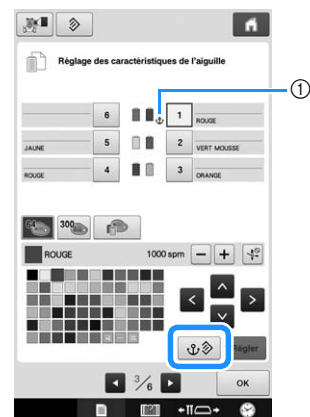 Réglage des caractéristiques de l'aiguille
①
6 1 ROUGE
JAUNE 5 2 VERT MOUSSE
ROUGE 4 3 ORANGE
64 300
ROUGE 1000 spm − +
Régler
3/6 OK